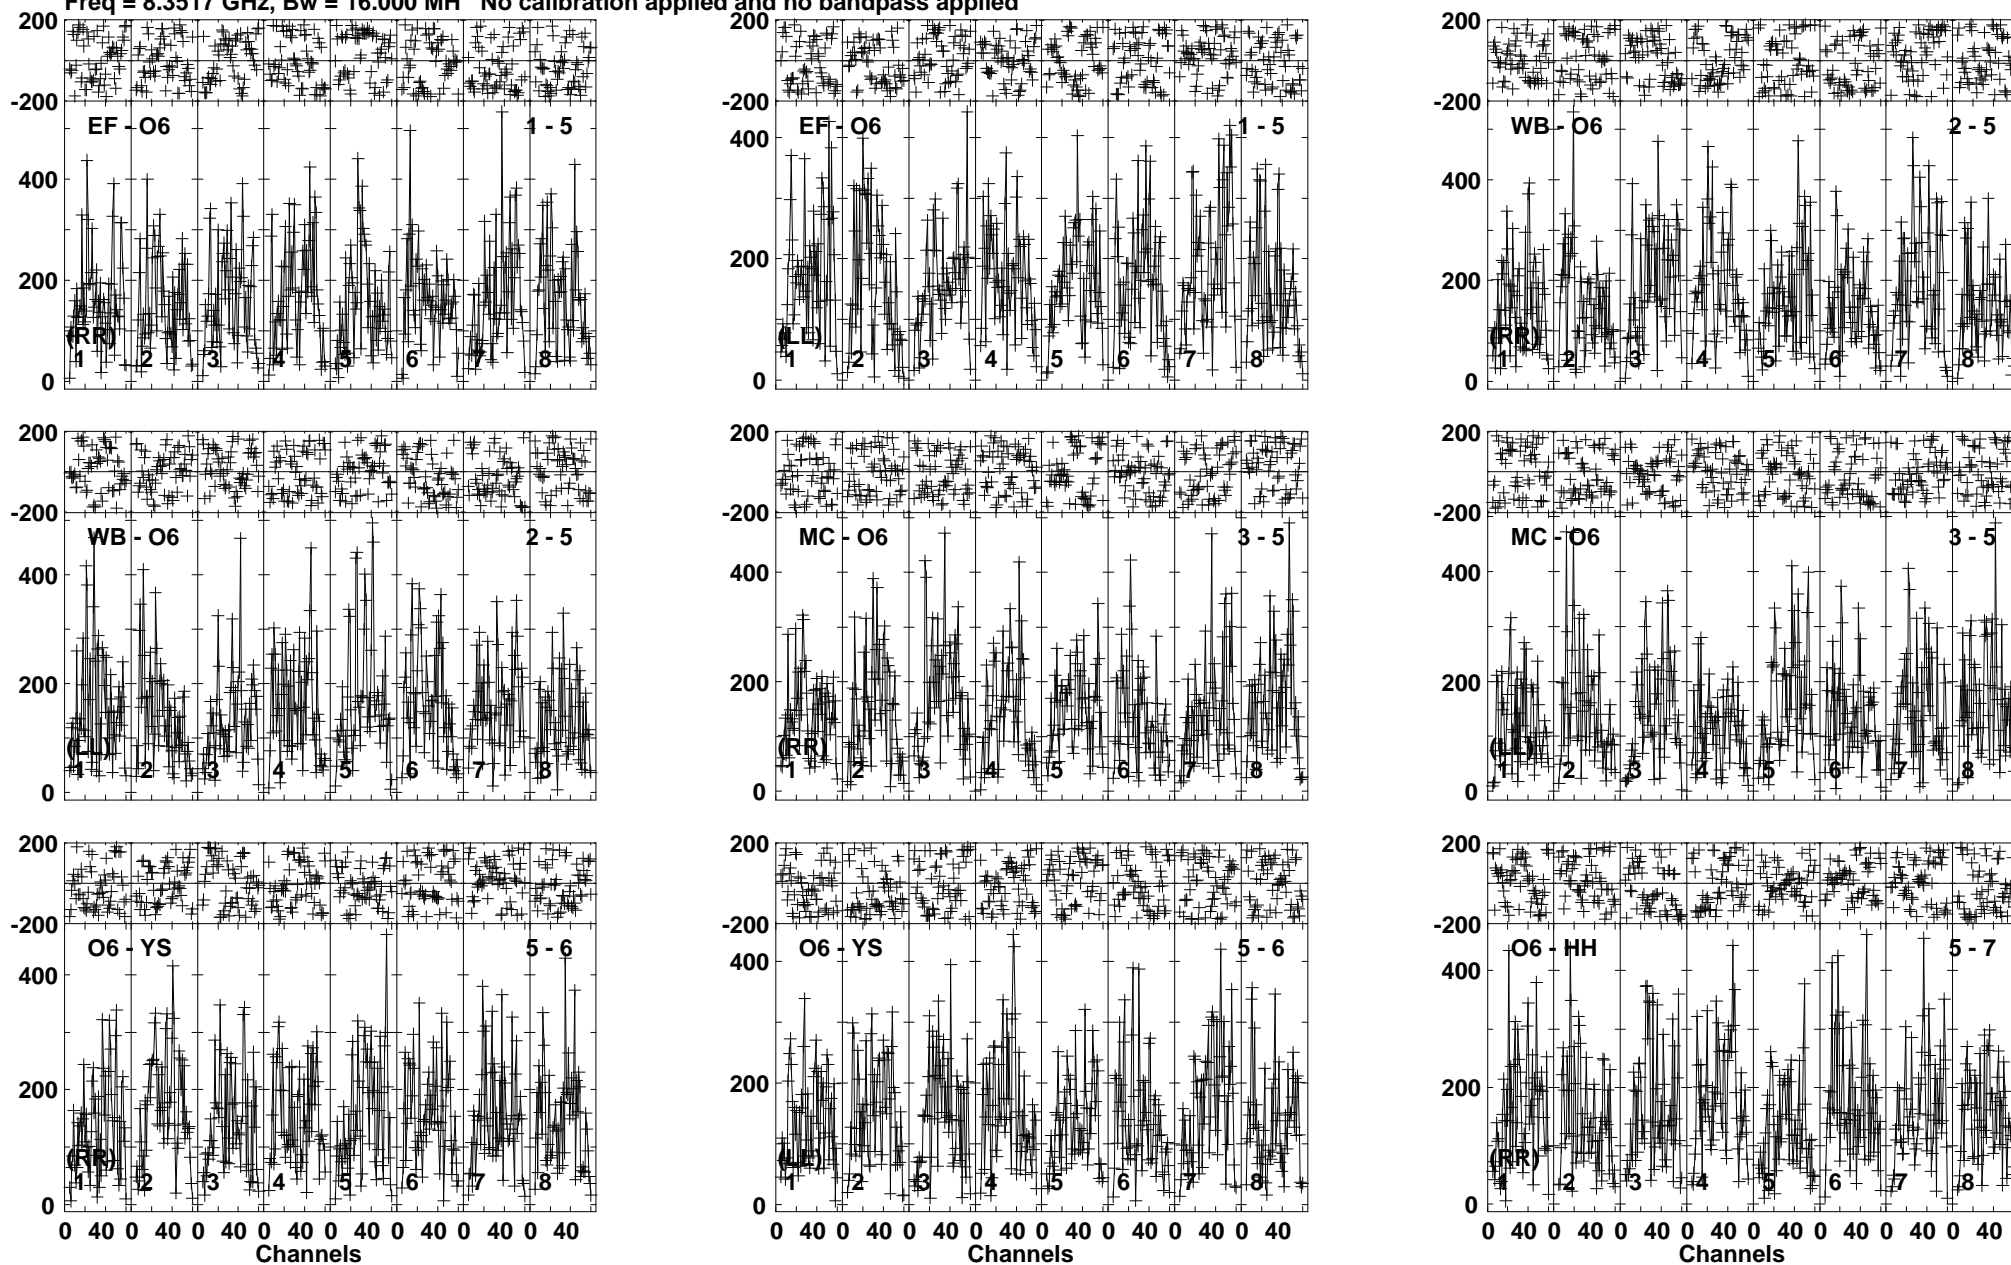 Freq = 8.3517 GHz, Bw = 16.000 MH No calibration applied and no bandpass applied
200 200 200
-200 -200 -200
EF - O6 1 - 5 EF - O6 1 - 5 WB - O6 2 - 5
400 400 400
200 200 200
(RR) (LL) (RR)
1 2 3 4 5 6 7 8 1 2 3 4 5 6 7 8 1 2 3 4 5 6 7 8
0 0 0
200 200 200
-200 -200 -200
WB - O6 2 - 5 MC - O6 3 - 5 MC - O6 3 - 5
400 400 400
200 200 200
(LL) (RR) (LL)
1 2 3 4 5 6 7 8 1 2 3 4 5 6 7 8 1 2 3 4 5 6 7 8
0 0 0
200 200 200
-200 -200 -200
O6 - YS 5 - 6 O6 - YS 5 - 6 O6 - HH 5 - 7
400 400 400
200 200 200
(RR) (LL) (RR)
1 2 3 4 5 6 7 8 1 2 3 4 5 6 7 8 1 2 3 4 5 6 7 8
0 0 0
0 40 0 40 0 40 0 40 0 40 0 40 0 40 0 40 0 40 0 40 0 40 0 40 0 40 0 40 0 40 0 40 0 40 0 40 0 40 0 40 0 40 0 40 0 40 0 40
Channels Channels Channels